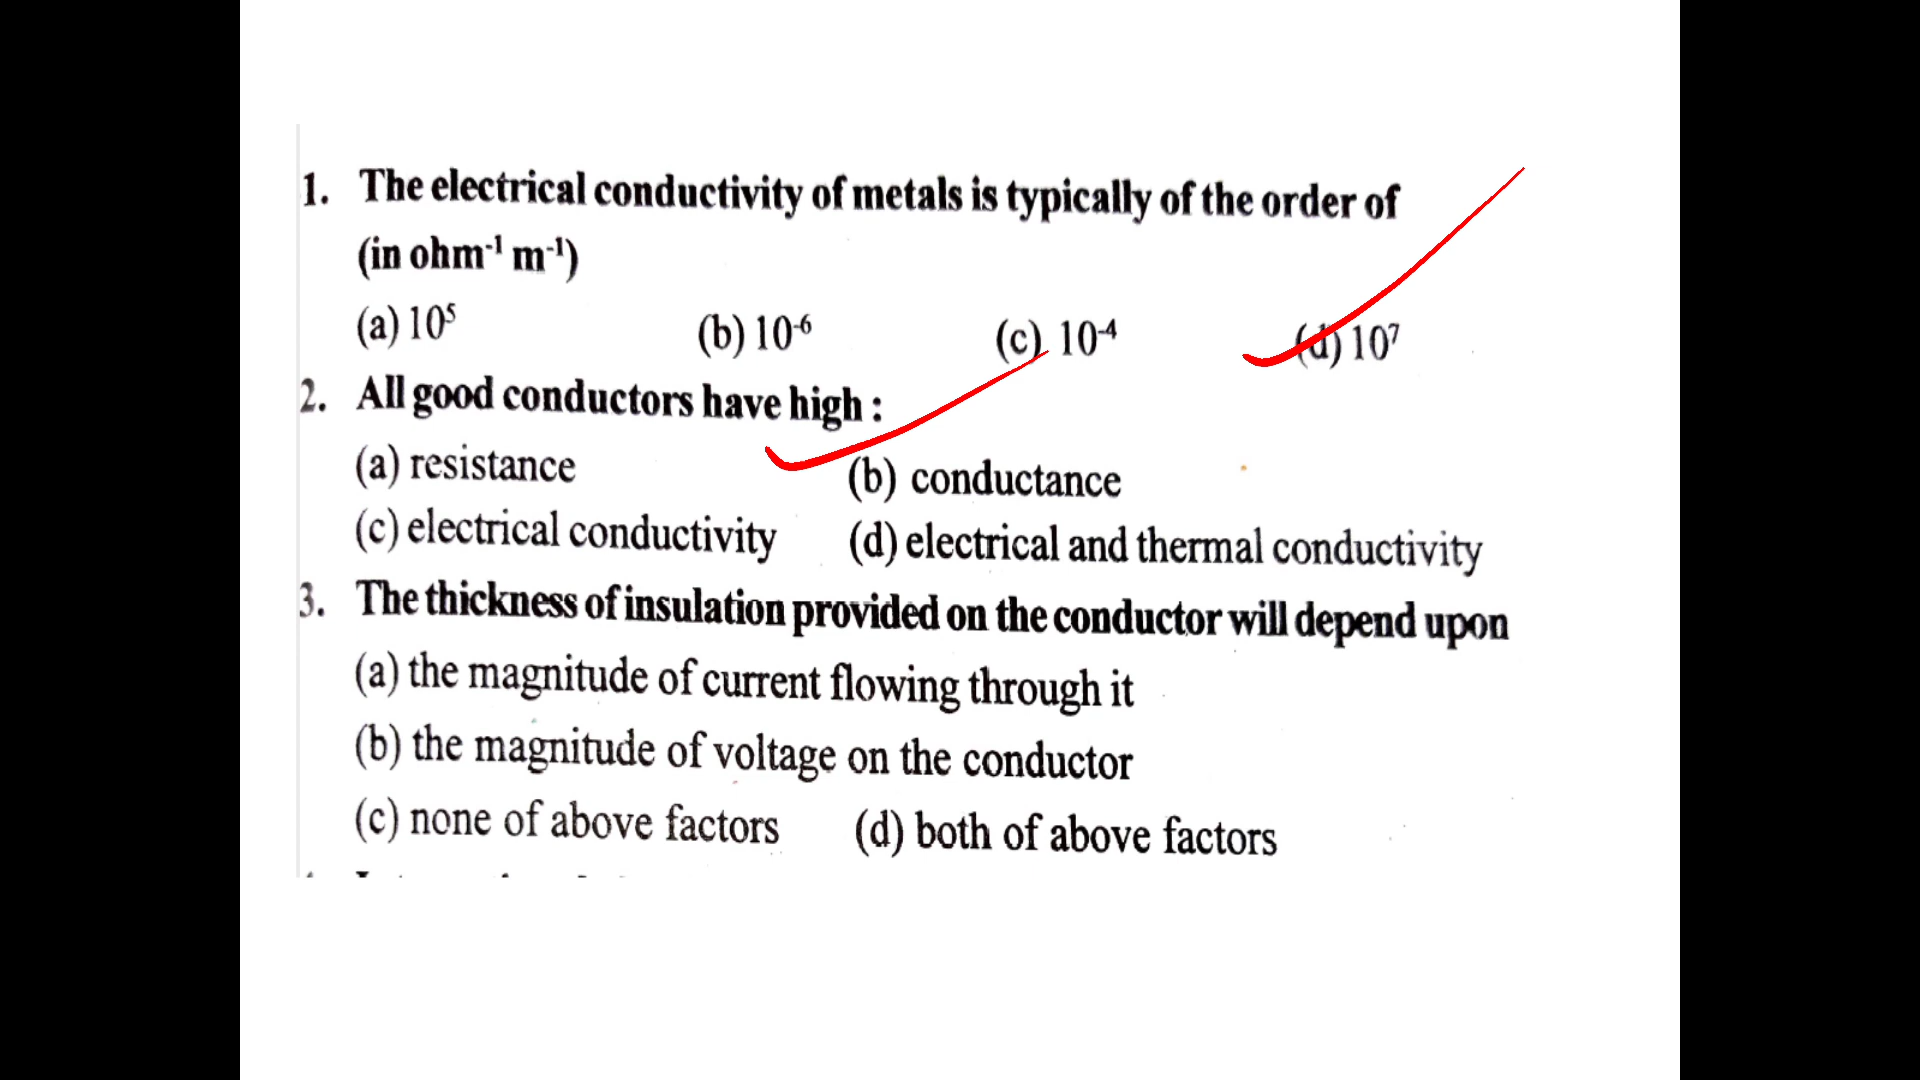 1. The electrical conductivity of metals is typically of the order of
(in ohm⁻¹ m⁻¹)
(a) 10⁵ (b) 10⁻⁶ (c) 10⁻⁴ (d) 10⁷
2. All good conductors have high :
(a) resistance (b) conductance
(c) electrical conductivity (d) electrical and thermal conductivity
3. The thickness of insulation provided on the conductor will depend upon
(a) the magnitude of current flowing through it
(b) the magnitude of voltage on the conductor
(c) none of above factors (d) both of above factors